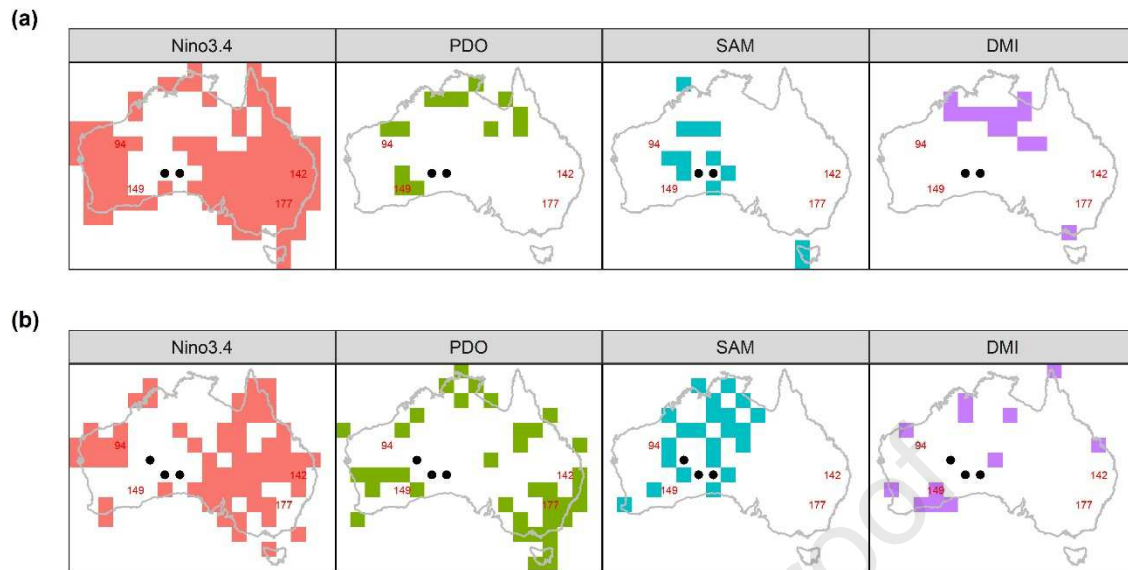 (a)
Nino3.4 PDO SAM DMI
94 94 94 94
142 142 142 142
149 149 149 149
177 177 177 177
(b)
Nino3.4 PDO SAM DMI
94 94 94 94
142 142 142 142
149 149 149 149
177 177 177 177
proof